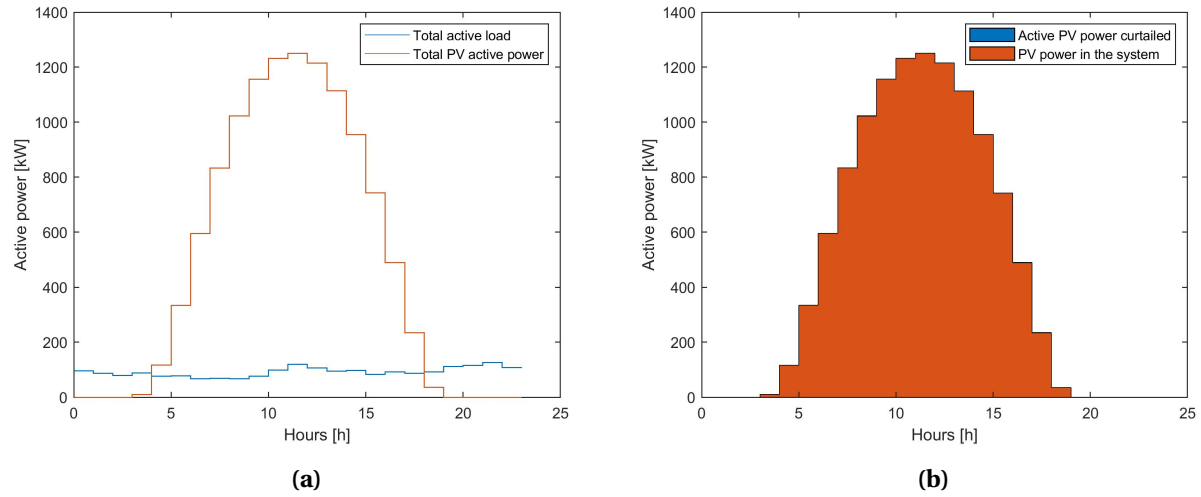 1400
1200
1000
800
600
400
200
0
Active power [kW]
Total active load
Total PV active power
0 5 10 15 20 25
Hours [h]
(a)
1400
1200
1000
800
600
400
200
0
Active power [kW]
Active PV power curtailed
PV power in the system
0 5 10 15 20 25
Hours [h]
(b)